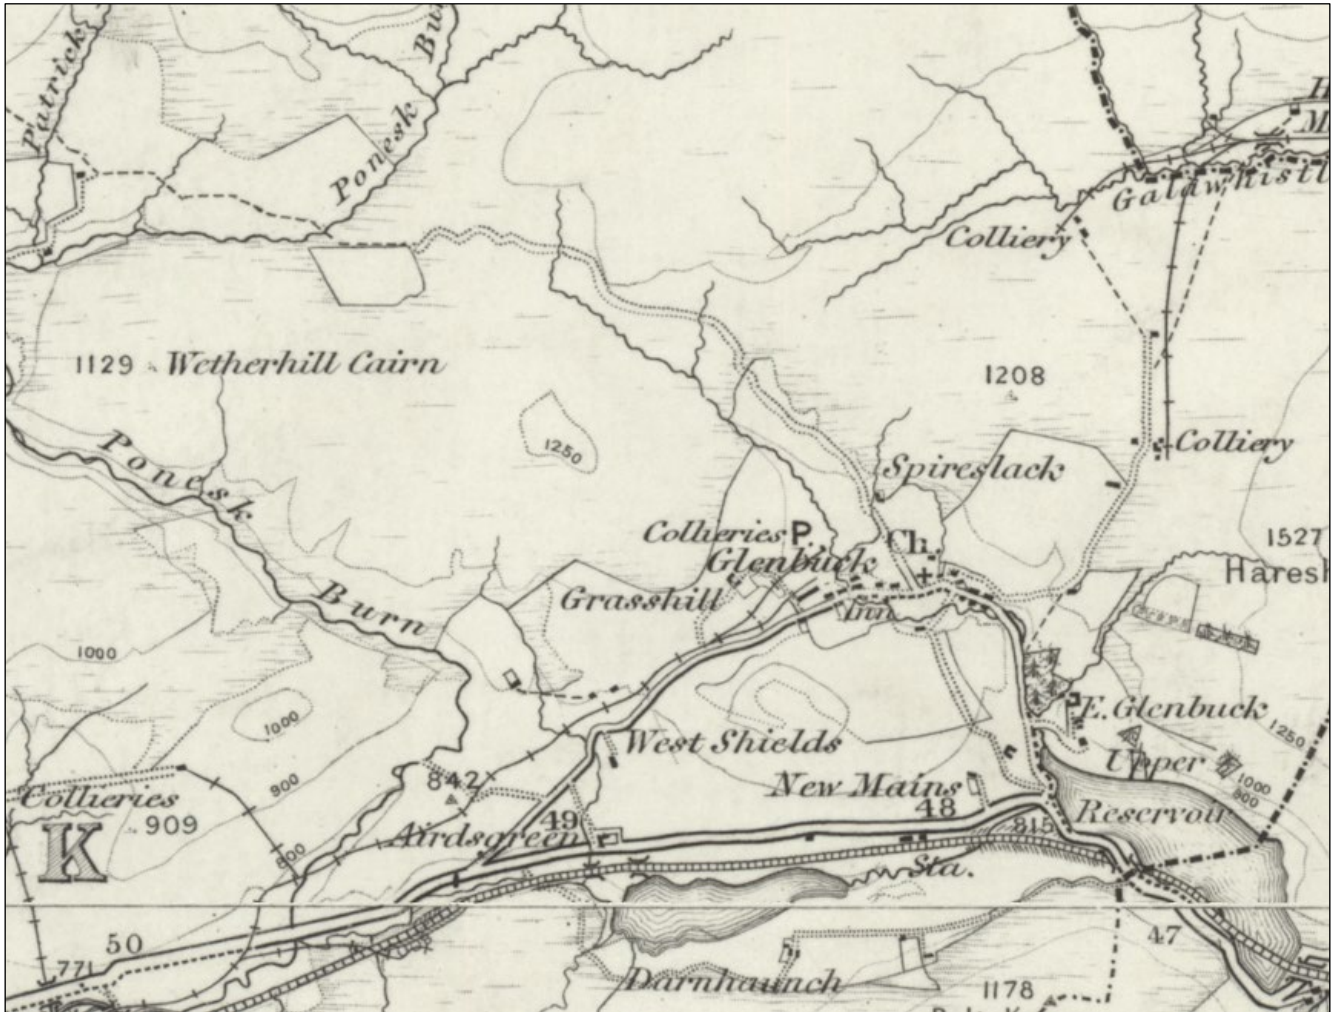 Patrick
Ponesk
Bu
Galawhistl
Colliery
1129
Wetherhill Cairn
1208
1250
Colliery
Spireslack
Ponesk
Burn
Collieries
P.
Ch.
1527
Glenbuck
Haresh
Grasshill
Inn
1000
1000
E. Glenbuck
1250
West Shields
Upper
842
New Mains
1000
900
900
Collieries
909
49
48
815
Reservoir
Airdsgreen
K
800
Sta.
50
47
771
Darnhaunch
1178